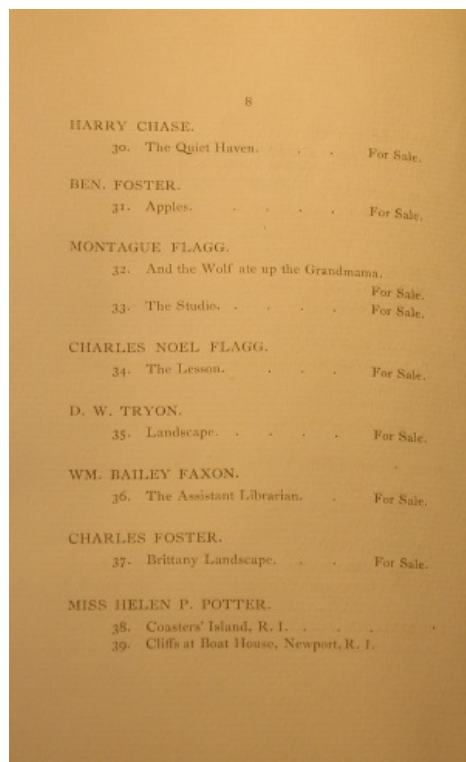 8
HARRY CHASE.
30. The Quiet Haven. . . For Sale.
BEN. FOSTER.
31. Apples. . . . . For Sale.
MONTAGUE FLAGG.
32. And the Wolf ate up the Grandmama.
For Sale.
33. The Studio. . . . . For Sale.
CHARLES NOEL FLAGG.
34. The Lesson. . . . For Sale.
D. W. TRYON.
35. Landscape. . . . . For Sale.
WM. BAILEY FAXON.
36. The Assistant Librarian. . For Sale.
CHARLES FOSTER.
37. Brittany Landscape. . . For Sale.
MISS HELEN P. POTTER.
38. Coasters' Island, R. I. . . . .
39. Cliffs at Boat House, Newport, R. I.